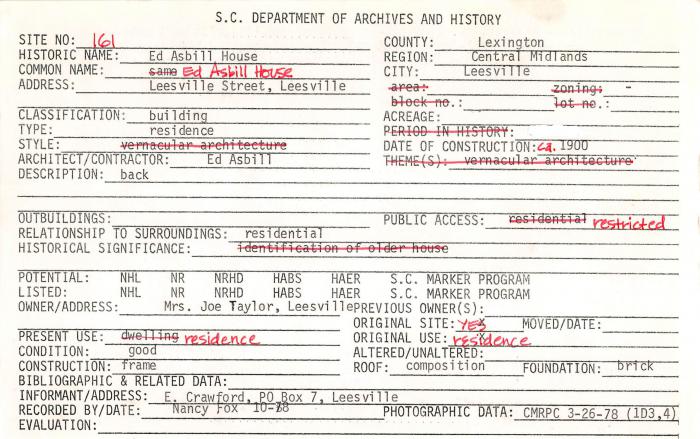 S.C. DEPARTMENT OF ARCHIVES AND HISTORY
SITE NO: 161 COUNTY: Lexington
HISTORIC NAME: Ed Asbill House REGION: Central Midlands
COMMON NAME: same Ed Asbill House CITY: Leesville
ADDRESS: Leesville Street, Leesville area: zoning: -
block no.: lot no.:
CLASSIFICATION: building ACREAGE:
TYPE: residence PERIOD IN HISTORY:
STYLE: vernacular architecture DATE OF CONSTRUCTION: ca. 1900
ARCHITECT/CONTRACTOR: Ed Asbill THEME(S): vernacular architecture
DESCRIPTION: back
OUTBUILDINGS: PUBLIC ACCESS: residential restricted
RELATIONSHIP TO SURROUNDINGS: residential
HISTORICAL SIGNIFICANCE: identification of older house
POTENTIAL: NHL NR NRHD HABS HAER S.C. MARKER PROGRAM
LISTED: NHL NR NRHD HABS HAER S.C. MARKER PROGRAM
OWNER/ADDRESS: Mrs. Joe Taylor, Leesville PREVIOUS OWNER(S):
ORIGINAL SITE: YES MOVED/DATE:
PRESENT USE: dwelling residence ORIGINAL USE: residence
CONDITION: good ALTERED/UNALTERED:
CONSTRUCTION: frame ROOF: composition FOUNDATION: brick
BIBLIOGRAPHIC & RELATED DATA:
INFORMANT/ADDRESS: E. Crawford, PO Box 7, Leesville
RECORDED BY/DATE: Nancy Fox 10-78 PHOTOGRAPHIC DATA: CMRPC 3-26-78 (1D3,4)
EVALUATION: